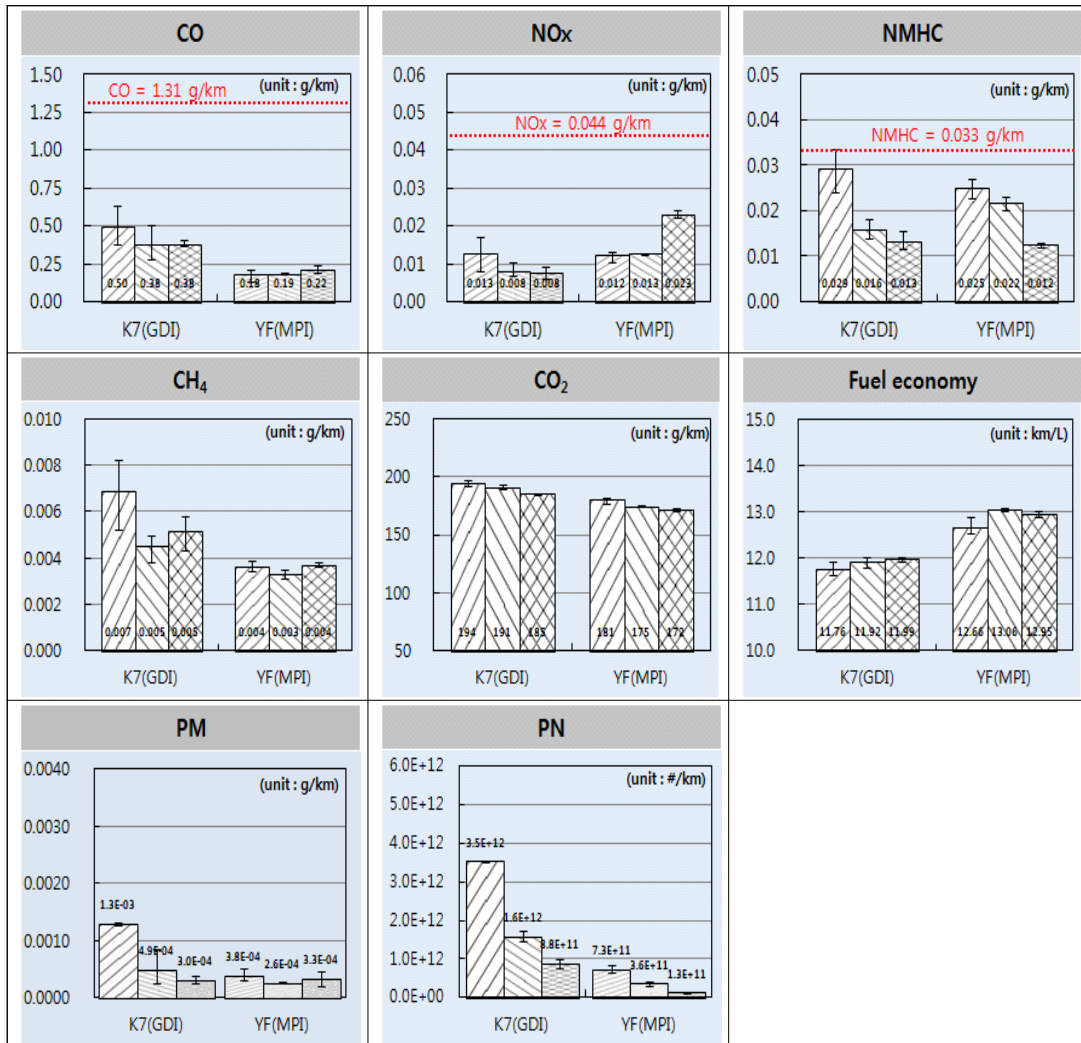 CO
NOx
NMHC
1.50
1.25
1.00
0.75
0.50
0.25
0.00
(unit : g/km)
CO = 1.31 g/km
0.50 0.38 0.38 0.18 0.19 0.22
K7(GDI) YF(MPI)
0.06
0.05
0.04
0.03
0.02
0.01
0.00
(unit : g/km)
NOx = 0.044 g/km
0.013 0.008 0.008 0.012 0.013 0.023
K7(GDI) YF(MPI)
0.05
0.04
0.03
0.02
0.01
0.00
(unit : g/km)
NMHC = 0.033 g/km
0.029 0.016 0.013 0.025 0.022 0.012
K7(GDI) YF(MPI)
CH₄
CO₂
Fuel economy
0.010
0.008
0.006
0.004
0.002
0.000
(unit : g/km)
0.007 0.005 0.005 0.004 0.003 0.004
K7(GDI) YF(MPI)
250
200
150
100
50
(unit : g/km)
194 191 185 181 175 172
K7(GDI) YF(MPI)
15.0
14.0
13.0
12.0
11.0
10.0
(unit : km/L)
11.76 11.92 11.99 12.66 13.06 12.95
K7(GDI) YF(MPI)
PM
PN
0.0040
0.0030
0.0020
0.0010
0.0000
(unit : g/km)
1.3E-03 4.9E-04 3.0E-04 3.8E-04 2.6E-04 3.3E-04
K7(GDI) YF(MPI)
6.0E+12
5.0E+12
4.0E+12
3.0E+12
2.0E+12
1.0E+12
0.0E+00
(unit : #/km)
3.5E+12 1.6E+12 8.8E+11 7.3E+11 3.6E+11 1.3E+11
K7(GDI) YF(MPI)